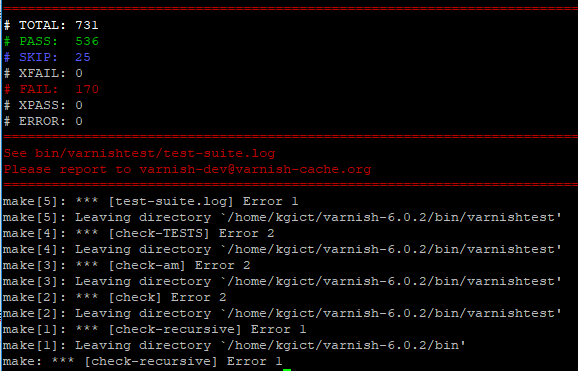 # TOTAL: 731
# PASS:  536
# SKIP:  25
# XFAIL: 0
# FAIL:  170
# XPASS: 0
# ERROR: 0
See bin/varnishtest/test-suite.log
Please report to varnish-dev@varnish-cache.org
make[5]: *** [test-suite.log] Error 1
make[5]: Leaving directory `/home/kgict/varnish-6.0.2/bin/varnishtest'
make[4]: *** [check-TESTS] Error 2
make[4]: Leaving directory `/home/kgict/varnish-6.0.2/bin/varnishtest'
make[3]: *** [check-am] Error 2
make[3]: Leaving directory `/home/kgict/varnish-6.0.2/bin/varnishtest'
make[2]: *** [check] Error 2
make[2]: Leaving directory `/home/kgict/varnish-6.0.2/bin/varnishtest'
make[1]: *** [check-recursive] Error 1
make[1]: Leaving directory `/home/kgict/varnish-6.0.2/bin'
make: *** [check-recursive] Error 1